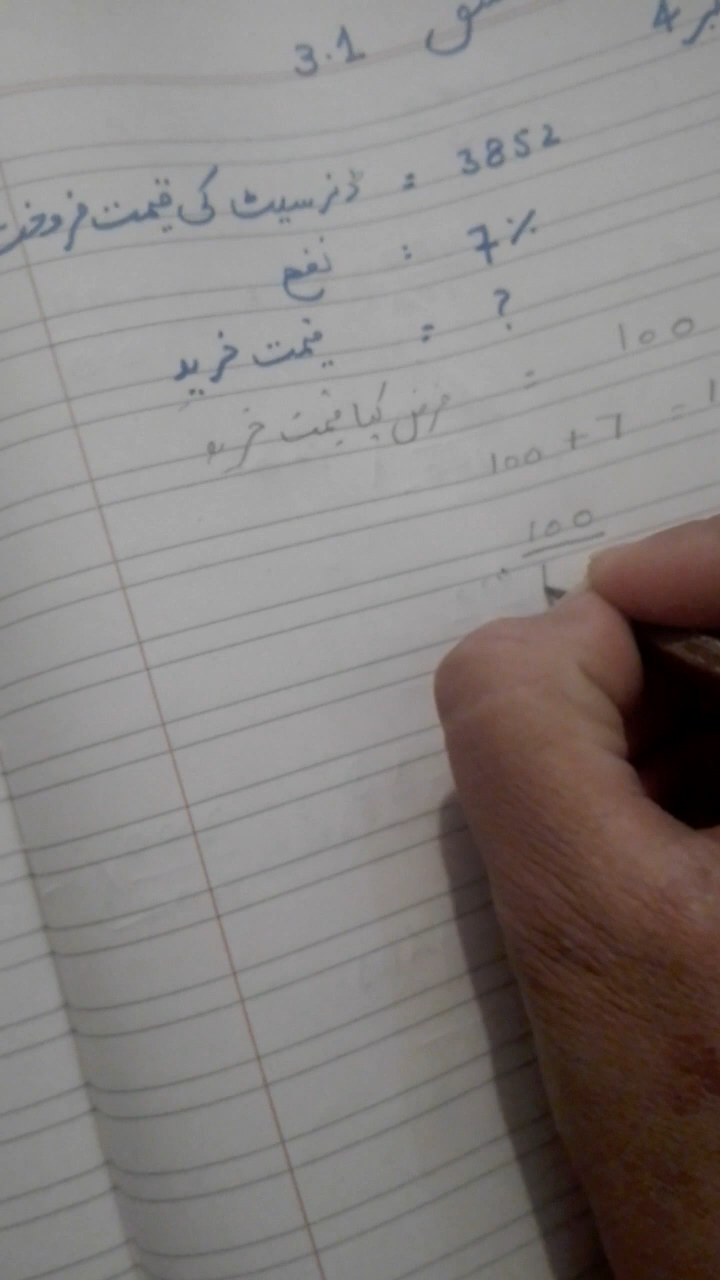 مشق 3.1
ڈنر سیٹ کی قیمت فروخت = 3852
نفع = 7%
قیمت خرید = ?
فرض کیا قیمت خرید = 100
100 + 7 = 1
100